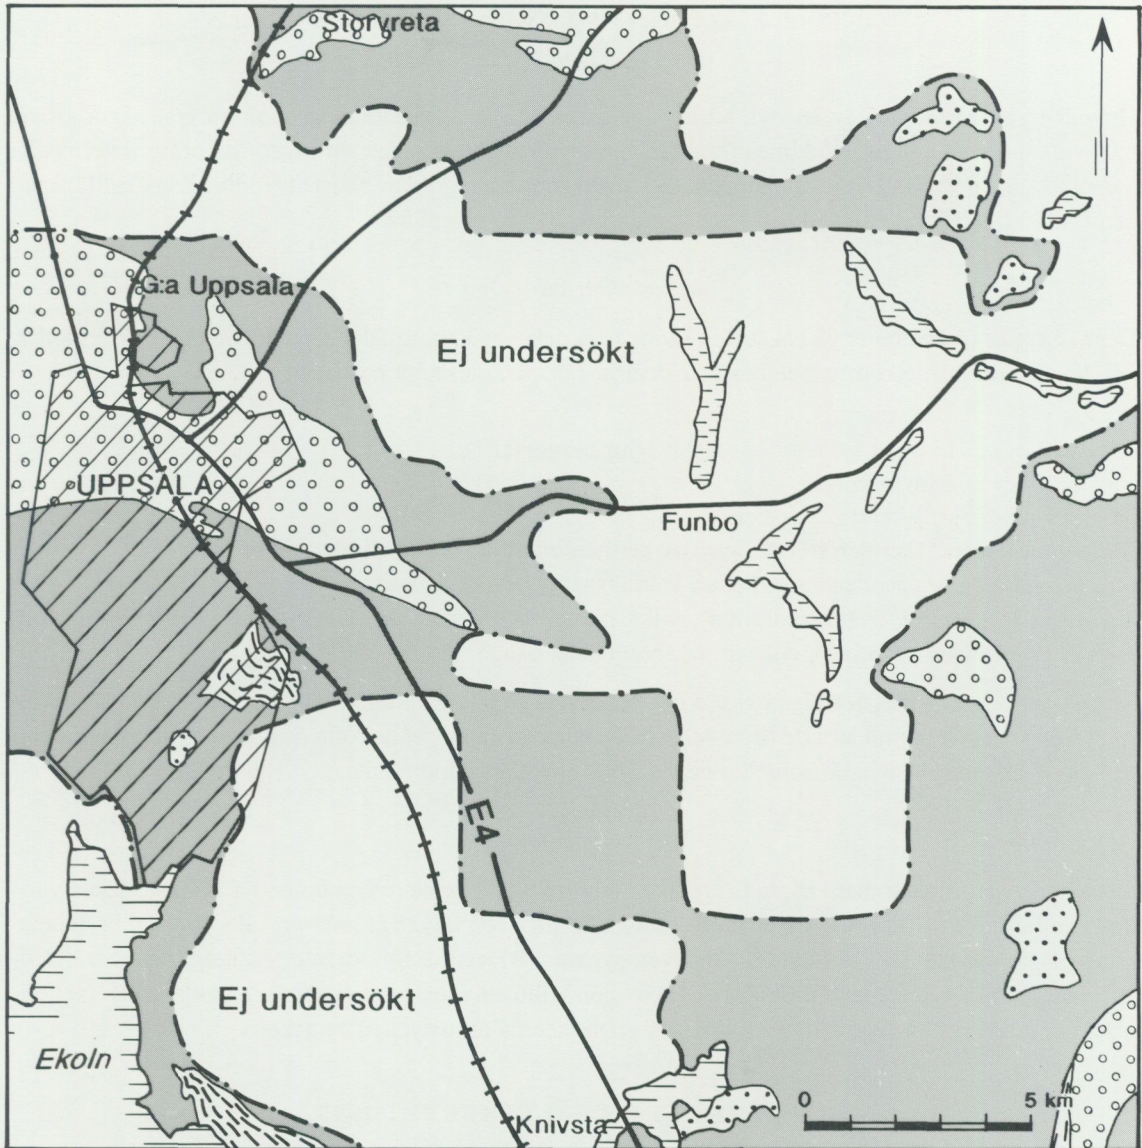 Storvreta
G:a Uppsala
Ej undersökt
UPPSALA
Funbo
E4
Ej undersökt
Ekoln
0 5 km
Knivsta